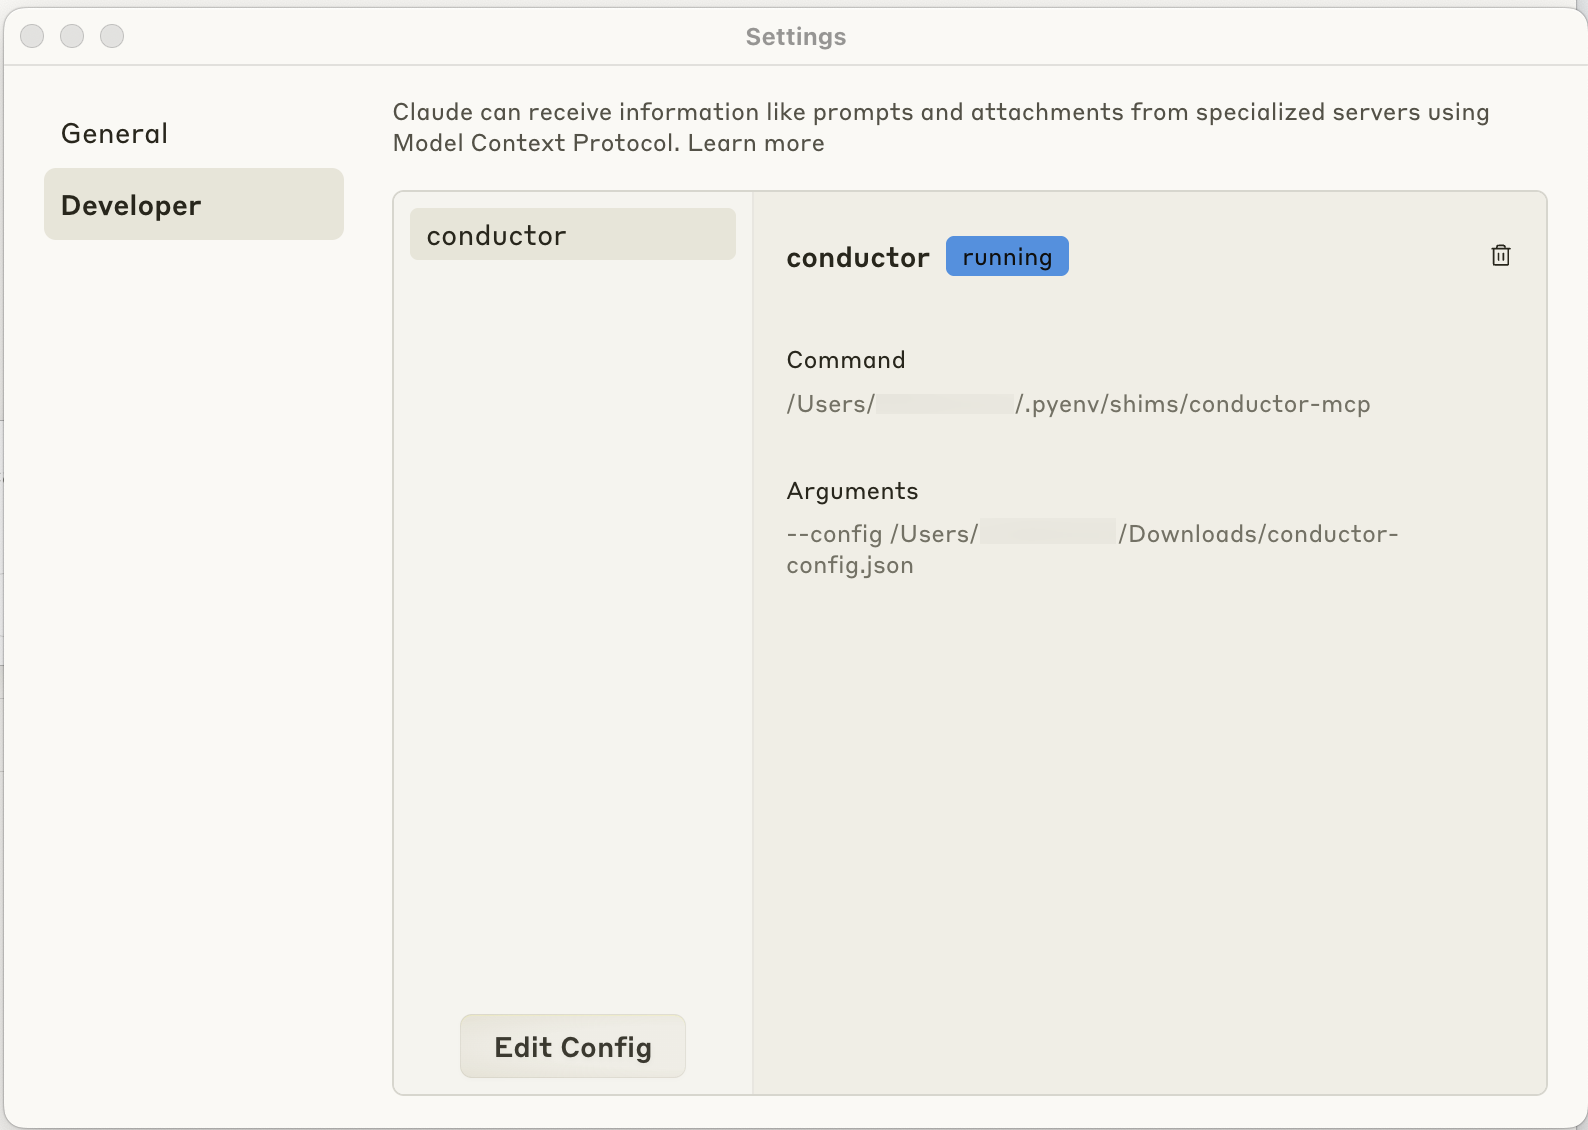 Settings
General
Developer
Claude can receive information like prompts and attachments from specialized servers using
Model Context Protocol. Learn more
conductor
conductor running
Command
/Users/ /.pyenv/shims/conductor-mcp
Arguments
--config /Users/ /Downloads/conductor-
config.json
Edit Config